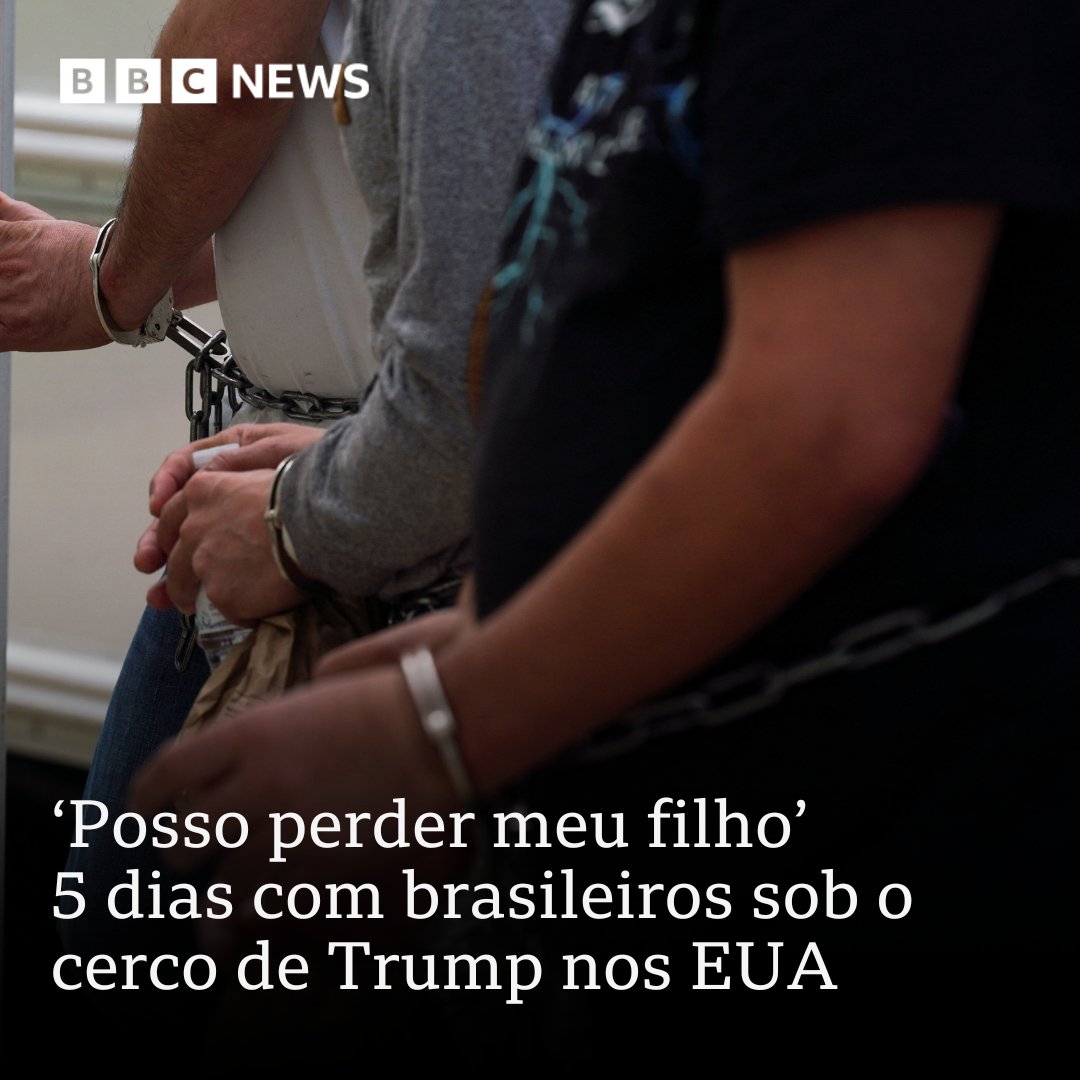 BBC NEWS
‘Posso perder meu filho’
5 dias com brasileiros sob o
cerco de Trump nos EUA